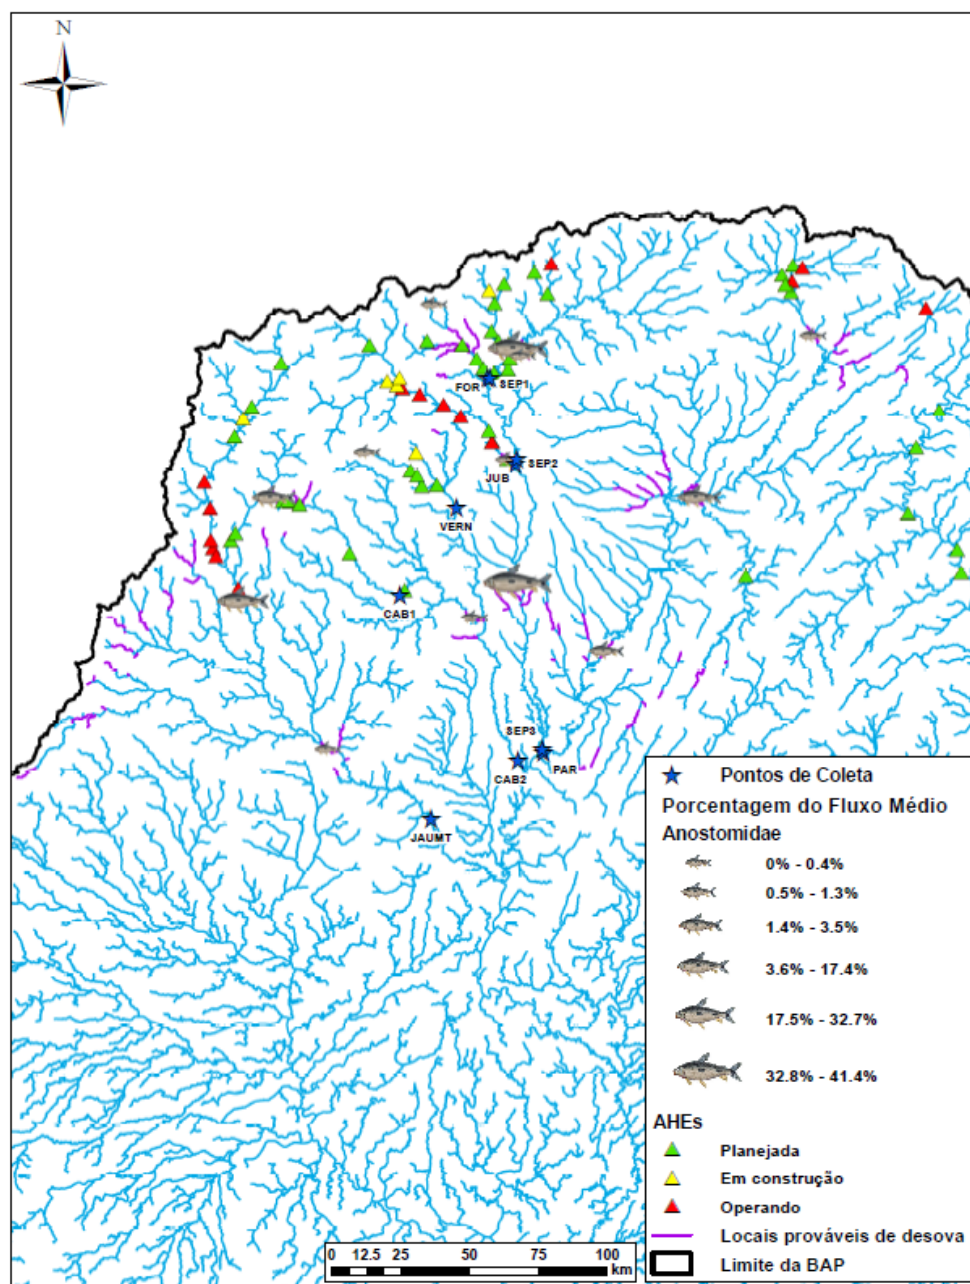 N
FOR
SEP1
SEP2
JUB
VERN
CAB1
SEP3
PAR
CAB2
JAUMT
Pontos de Coleta
Porcentagem do Fluxo Médio
Anostomidae
0% - 0.4%
0.5% - 1.3%
1.4% - 3.5%
3.6% - 17.4%
17.5% - 32.7%
32.8% - 41.4%
AHEs
Planejada
Em construção
Operando
Locais prováveis de desova
Limite da BAP
0 12.5 25 50 75 100
km